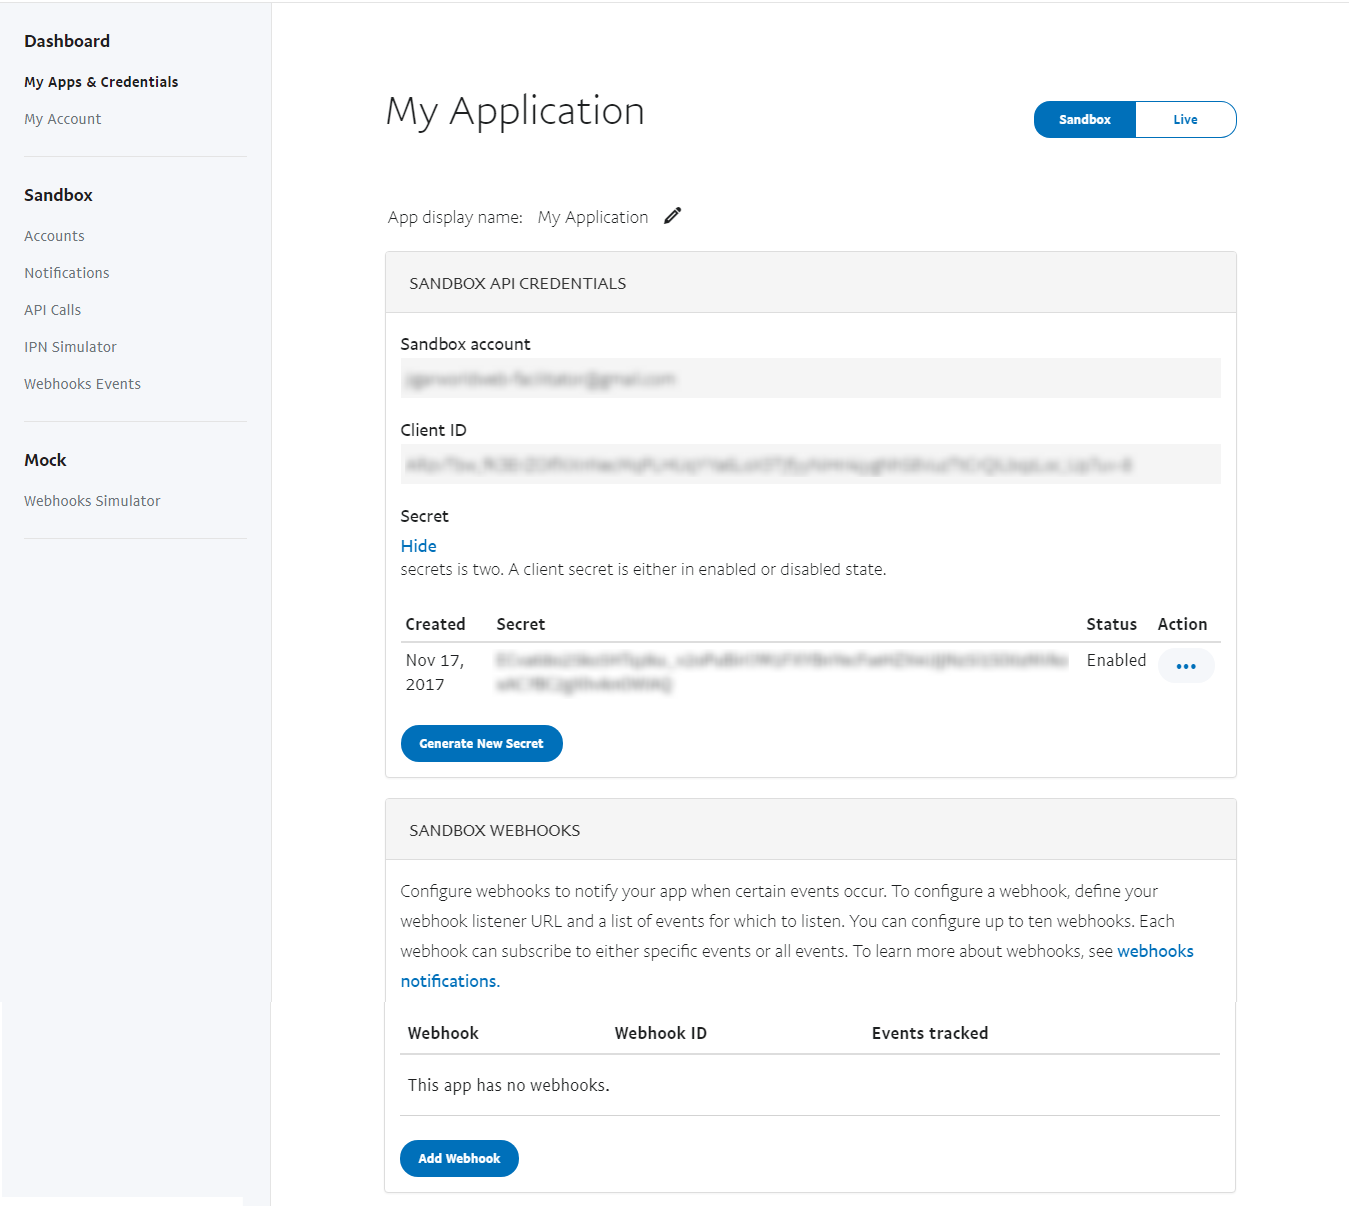 Dashboard
My Apps & Credentials
My Account
Sandbox
Accounts
Notifications
API Calls
IPN Simulator
Webhooks Events
Mock
Webhooks Simulator
My Application
Sandbox
Live
App display name: My Application
SANDBOX API CREDENTIALS
Sandbox account
Client ID
Secret
Hide
secrets is two. A client secret is either in enabled or disabled state.
Created Secret Status Action
Nov 17, Enabled
2017
Generate New Secret
SANDBOX WEBHOOKS
Configure webhooks to notify your app when certain events occur. To configure a webhook, define your
webhook listener URL and a list of events for which to listen. You can configure up to ten webhooks. Each
webhook can subscribe to either specific events or all events. To learn more about webhooks, see webhooks
notifications.
Webhook Webhook ID Events tracked
This app has no webhooks.
Add Webhook